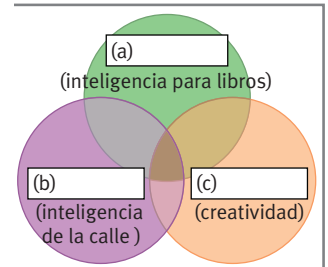 (a)
(inteligencia para libros)
(b)
(c)
(inteligencia
de la calle )
(creatividad)